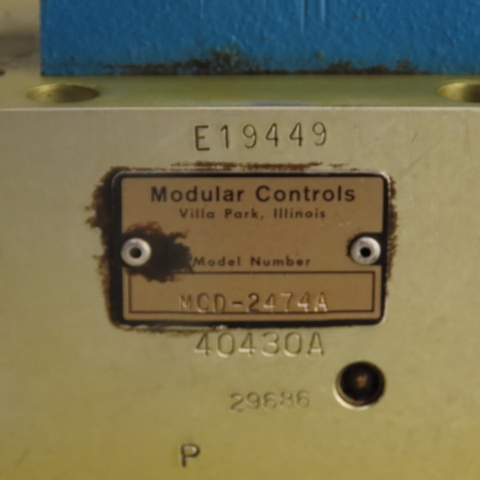 E19449
Modular Controls
Villa Park, Illinois
Model Number
MCD-2474A
40430A
29686
P